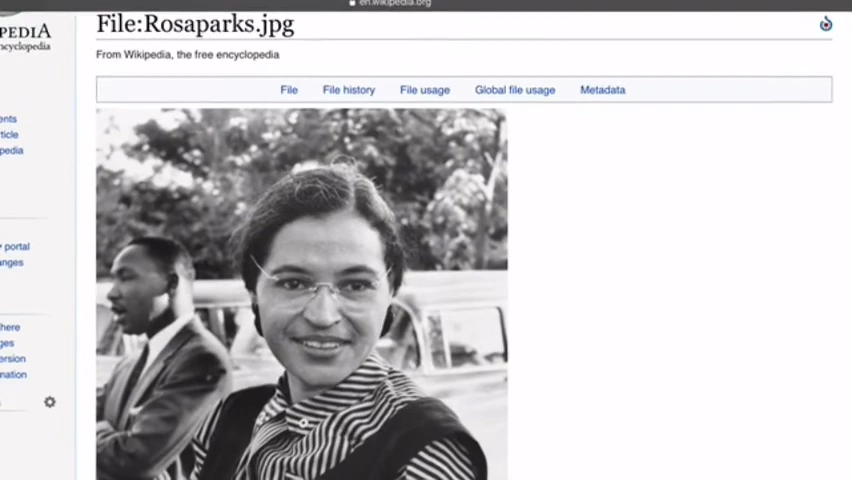 en.wikipedia.org
File:Rosaparks.jpg
PEDIA
ncyclopedia
From Wikipedia, the free encyclopedia
File File history File usage Global file usage Metadata
ents
ticle
pedia
portal
anges
here
ges
ersion
mation